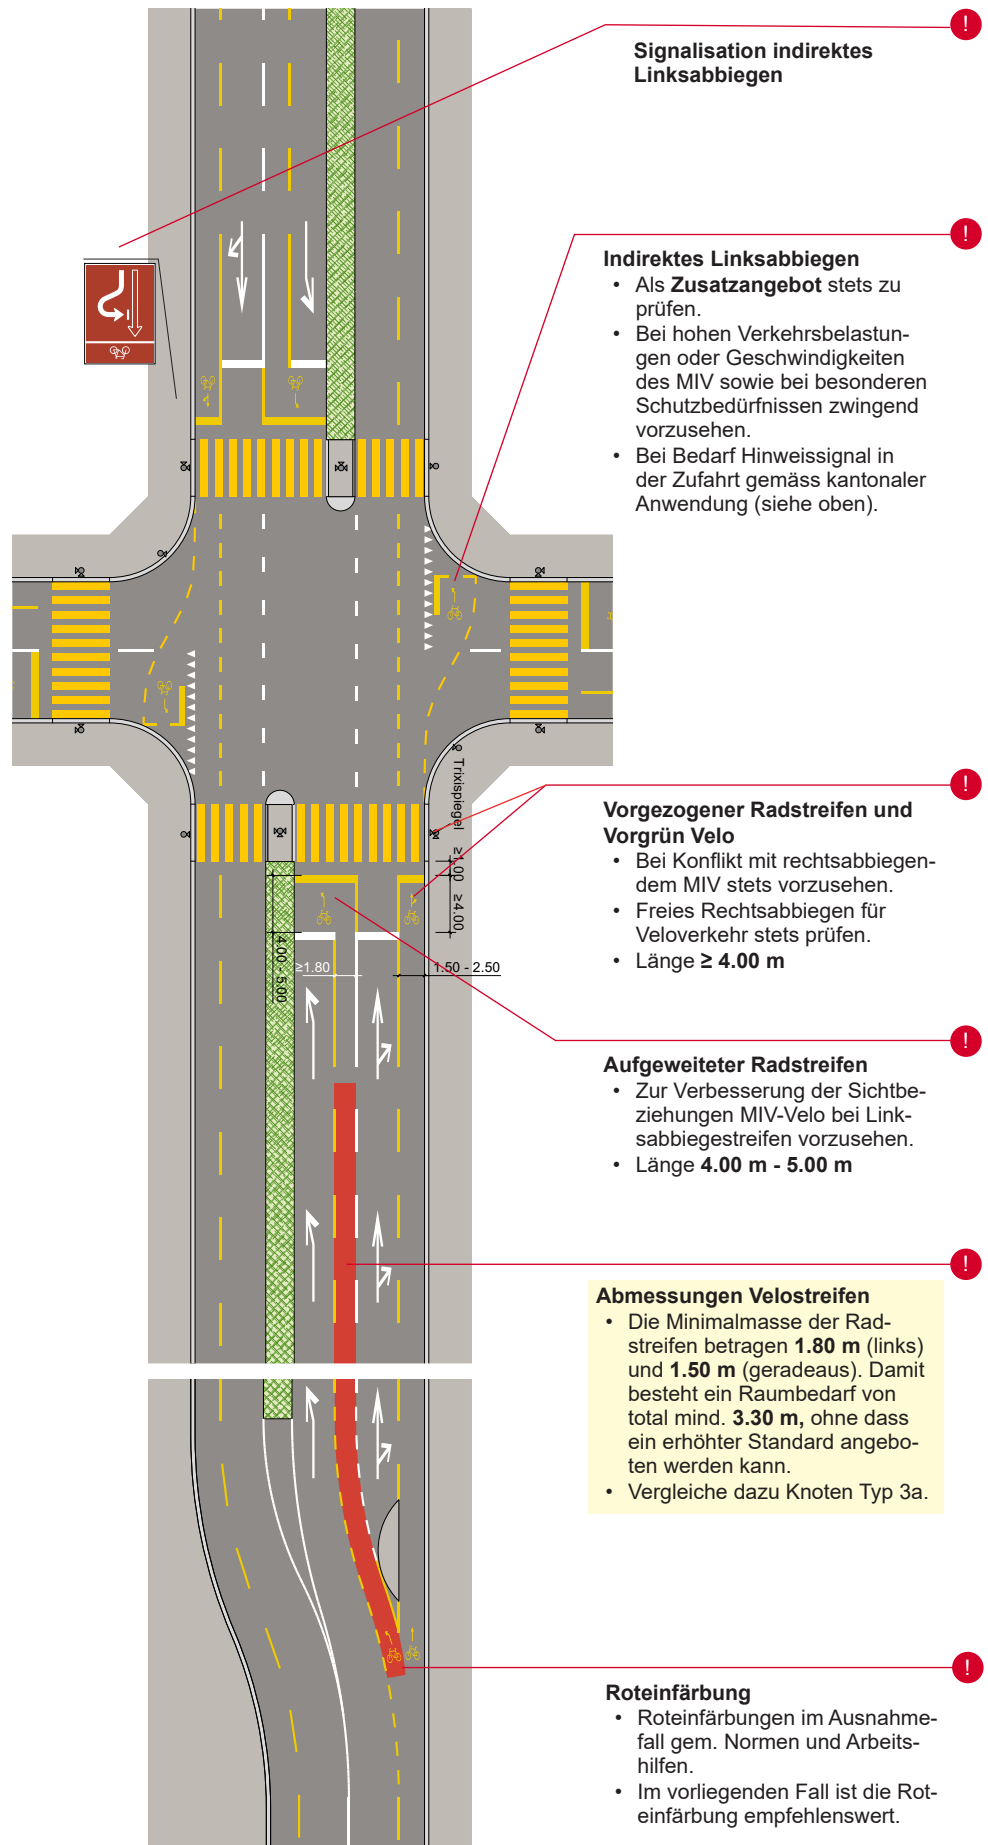 !
Signalisation indirektes
Linksabbiegen
!
Indirektes Linksabbiegen
• Als Zusatzangebot stets zu
prüfen.
• Bei hohen Verkehrsbelastun-
gen oder Geschwindigkeiten
des MIV sowie bei besonderen
Schutzbedürfnissen zwingend
vorzusehen.
• Bei Bedarf Hinweissignal in
der Zufahrt gemäss kantonaler
Anwendung (siehe oben).
Trixispiegel
≥1.00
≥4.00
4.00 - 5.00
≥1.80
1.50 - 2.50
!
Vorgezogener Radstreifen und
Vorgrün Velo
• Bei Konflikt mit rechtsabbiegen-
dem MIV stets vorzusehen.
• Freies Rechtsabbiegen für
Veloverkehr stets prüfen.
• Länge ≥ 4.00 m
!
Aufgeweiteter Radstreifen
• Zur Verbesserung der Sichtbe-
ziehungen MIV-Velo bei Link-
sabbiegestreifen vorzusehen.
• Länge 4.00 m - 5.00 m
!
Abmessungen Velostreifen
• Die Minimalmasse der Rad-
streifen betragen 1.80 m (links)
und 1.50 m (geradeaus). Damit
besteht ein Raumbedarf von
total mind. 3.30 m, ohne dass
ein erhöhter Standard angebo-
ten werden kann.
• Vergleiche dazu Knoten Typ 3a.
!
Roteinfärbung
• Roteinfärbungen im Ausnahme-
fall gem. Normen und Arbeits-
hilfen.
• Im vorliegenden Fall ist die Rot-
einfärbung empfehlenswert.